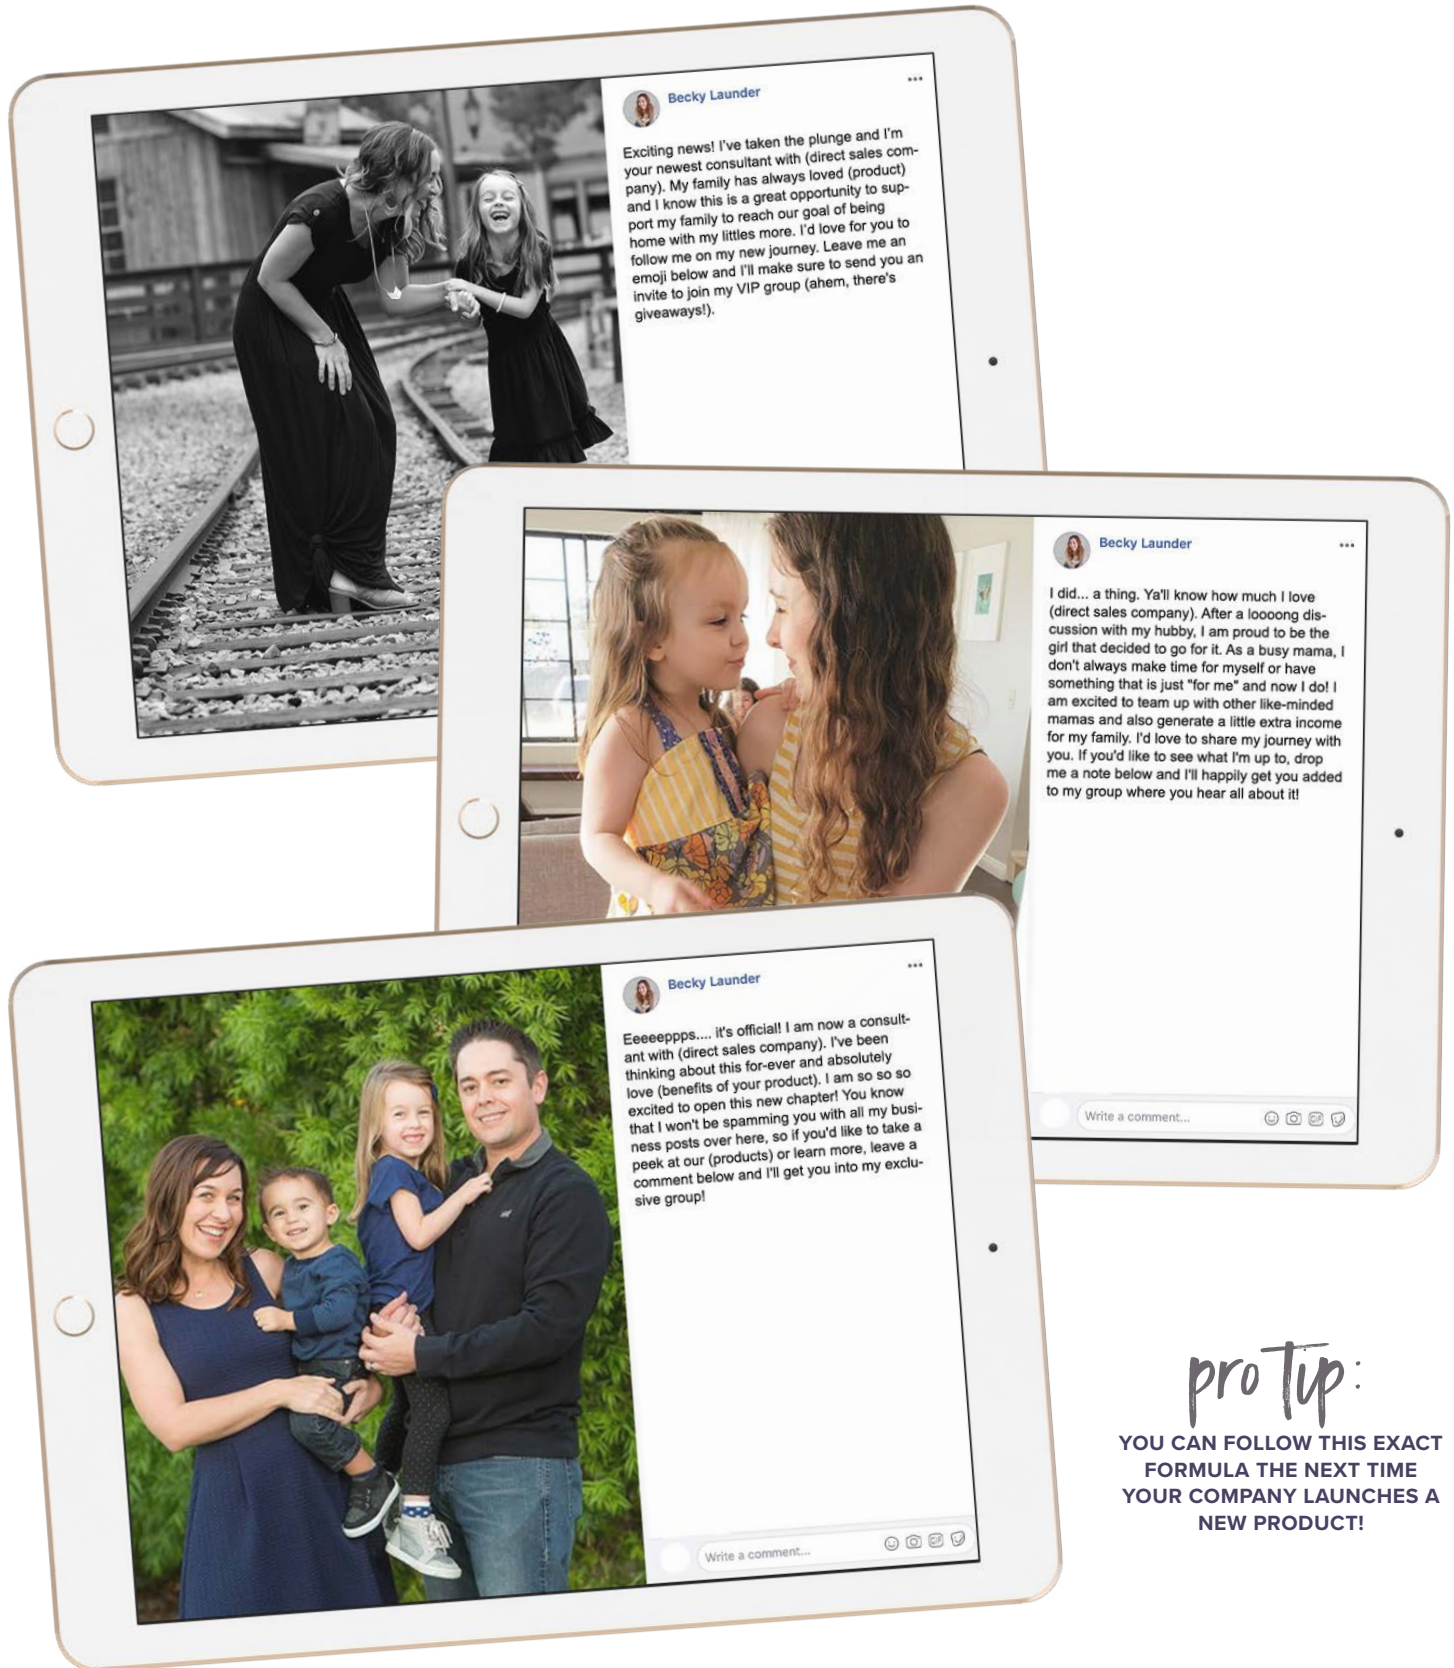 Becky Launder
Exciting news! I've taken the plunge and I'm
your newest consultant with (direct sales com-
pany). My family has always loved (product)
and I know this is a great opportunity to sup-
port my family to reach our goal of being
home with my littles more. I'd love for you to
follow me on my new journey. Leave me an
emoji below and I'll make sure to send you an
invite to join my VIP group (ahem, there's
giveaways!).
Becky Launder
I did... a thing. Ya'll know how much I love
(direct sales company). After a loooong dis-
cussion with my hubby, I am proud to be the
girl that decided to go for it. As a busy mama, I
don't always make time for myself or have
something that is just "for me" and now I do! I
am excited to team up with other like-minded
mamas and also generate a little extra income
for my family. I'd love to share my journey with
you. If you'd like to see what I'm up to, drop
me a note below and I'll happily get you added
to my group where you hear all about it!
Write a comment...
GIF
Becky Launder
Eeeeeppps.... it's official! I am now a consult-
ant with (direct sales company). I've been
thinking about this for-ever and absolutely
love (benefits of your product). I am so so so
excited to open this new chapter! You know
that I won't be spamming you with all my busi-
ness posts over here, so if you'd like to take a
peek at our (products) or learn more, leave a
comment below and I'll get you into my exclu-
sive group!
Write a comment...
GIF
pro Tip:
YOU CAN FOLLOW THIS EXACT
FORMULA THE NEXT TIME
YOUR COMPANY LAUNCHES A
NEW PRODUCT!